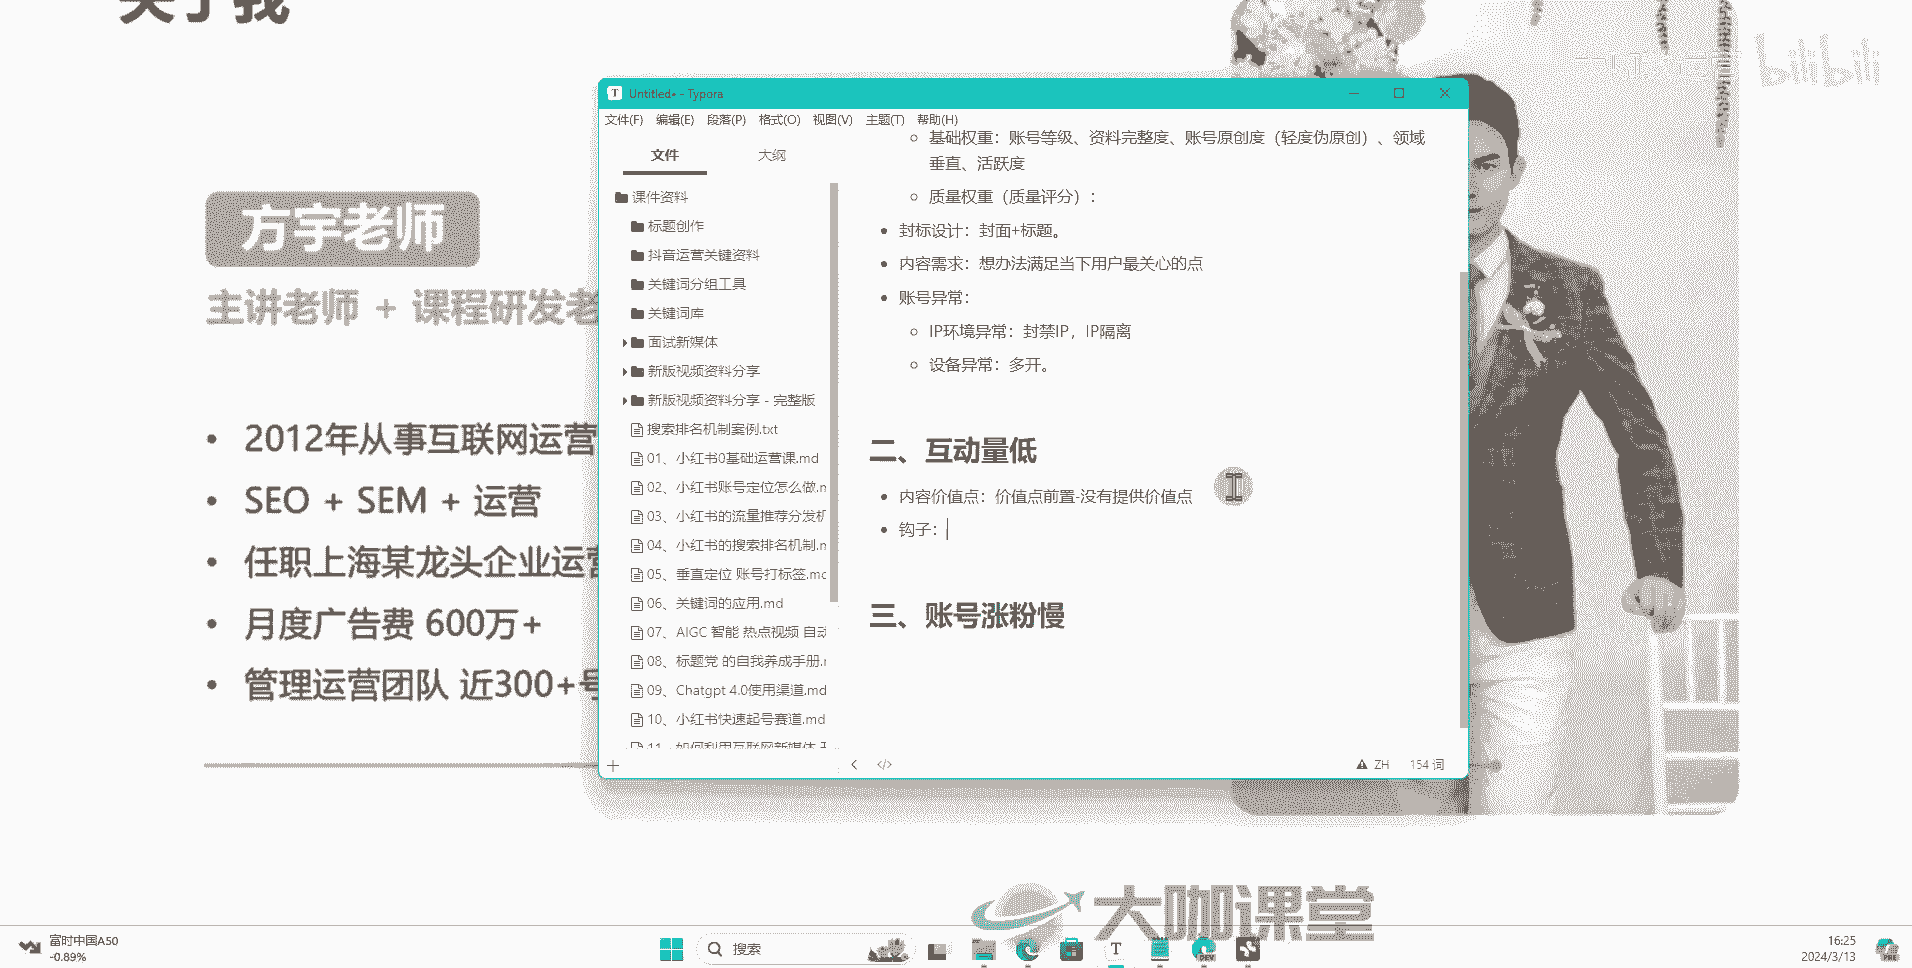 关于我
bilibili
方宇老师
主讲老师 + 课程研发老
2012年从事互联网运营
SEO + SEM + 运营
任职上海某龙头企业运营
月度广告费 600万+
管理运营团队 近300+号
Untitled• - Typora
文件(F) 编辑(E) 段落(P) 格式(O) 视图(V) 主题(T) 帮助(H)
文件 大纲
课件资料
标题创作
抖音运营关键资料
关键词分组工具
关键词库
面试新媒体
新版视频资料分享
新版视频资料分享 - 完整版
搜索排名机制案例.txt
01、小红书0基础运营课.md
02、小红书账号定位怎么做.m
03、小红书的流量推荐分发机
04、小红书的搜索排名机制.m
05、垂直定位 账号打标签.md
06、关键词的应用.md
07、AIGC 智能 热点视频 自动
08、标题党 的自我养成手册.m
09、Chatgpt 4.0使用渠道.md
10、小红书快速起号赛道.md
11、如何利用互联网新媒体
基础权重：账号等级、资料完整度、账号原创度（轻度伪原创）、领域
垂直、活跃度
质量权重（质量评分）：
封标设计：封面+标题。
内容需求：想办法满足当下用户最关心的点
账号异常：
IP环境异常：封禁IP，IP隔离
设备异常：多开。
二、互动量低
内容价值点：价值点前置-没有提供价值点
钩子：
三、账号涨粉慢
ZH 154 词
大咖课堂
富时中国A50
-0.89%
搜索
DEV
16:25
2024/3/13
PRE